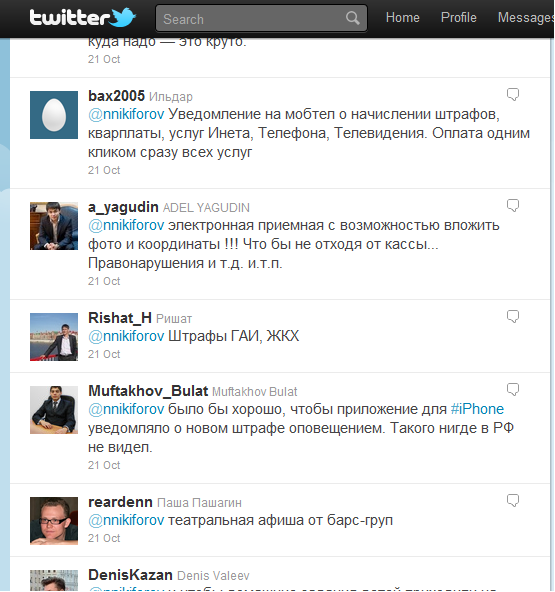 twitter Search Home Profile Messages
куда надо — это круто.
21 Oct
bax2005 Ильдар
@nnikiforov Уведомление на мобтел о начислении штрафов,
кварплаты, услуг Инета, Телефона, Телевидения. Оплата одним
кликом сразу всех услуг
21 Oct
a_yagudin ADEL YAGUDIN
@nnikiforov электронная приемная с возможностью вложить
фото и координаты !!! Что бы не отходя от кассы...
Правонарушения и т.д. и.т.п.
21 Oct
Rishat_H Ришат
@nnikiforov Штрафы ГАИ, ЖКХ
21 Oct
Muftakhov_Bulat Muftakhov Bulat
@nnikiforov было бы хорошо, чтобы приложение для #iPhone
уведомляло о новом штрафе оповещением. Такого нигде в РФ
не видел.
21 Oct
reardenn Паша Пашагин
@nnikiforov театральная афиша от барс-груп
21 Oct
DenisKazan Denis Valeev